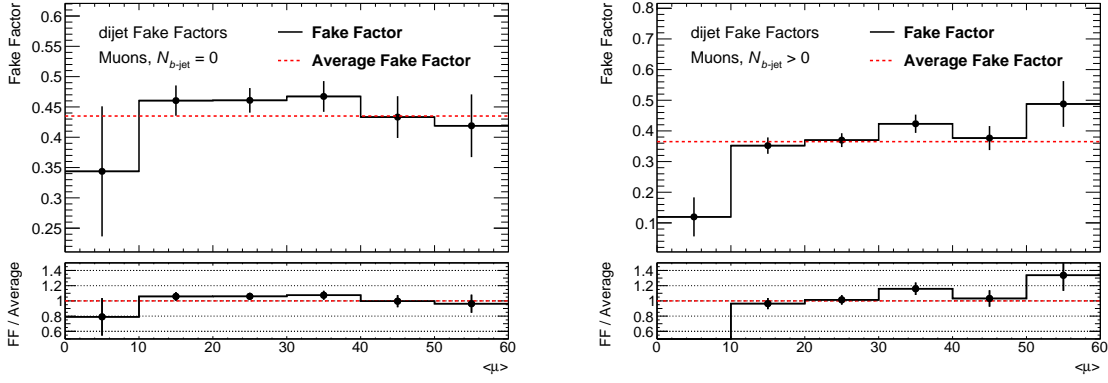 Fake Factor
0.6
0.55
0.5
0.45
0.4
0.35
0.3
0.25
dijet Fake Factors
Muons, N_{b-jet} = 0
Fake Factor
Average Fake Factor
FF / Average
1.4
1.2
1
0.8
0.6
0 10 20 30 40 50 60
<μ>
Fake Factor
0.8
0.7
0.6
0.5
0.4
0.3
0.2
0.1
dijet Fake Factors
Muons, N_{b-jet} > 0
Fake Factor
Average Fake Factor
FF / Average
1.4
1.2
1
0.8
0.6
0 10 20 30 40 50 60
<μ>